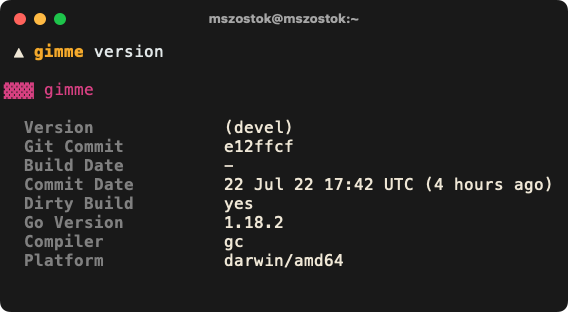 mszostok@mszostok:~
▲ gimme version
▓▓▓ gimme
Version (devel)
Git Commit e12ffcf
Build Date -
Commit Date 22 Jul 22 17:42 UTC (4 hours ago)
Dirty Build yes
Go Version 1.18.2
Compiler gc
Platform darwin/amd64